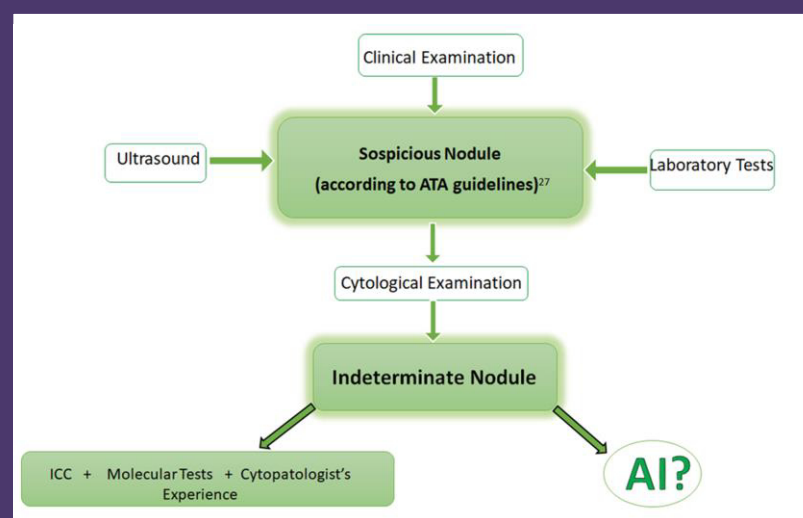 Clinical Examination
Ultrasound
Sospicious Nodule
(according to ATA guidelines)27
Laboratory Tests
Cytological Examination
Indeterminate Nodule
ICC + Molecular Tests + Cytopatologist's
Experience
AI?